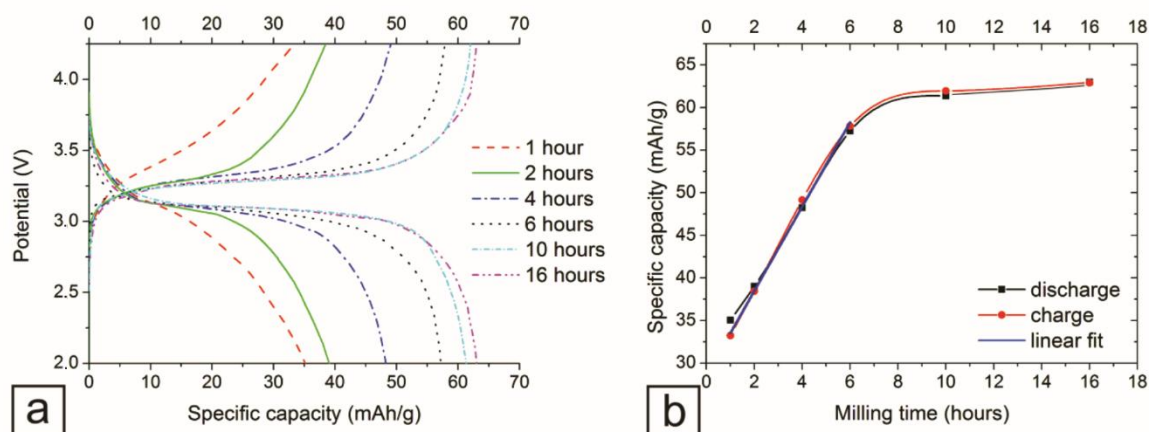 0 10 20 30 40 50 60 70
4.0
3.5
3.0
2.5
2.0
Potential (V)
1 hour
2 hours
4 hours
6 hours
10 hours
16 hours
0 10 20 30 40 50 60 70
Specific capacity (mAh/g)
a
0 2 4 6 8 10 12 14 16 18
65
60
55
50
45
40
35
30
Specific capacity (mAh/g)
discharge
charge
linear fit
0 2 4 6 8 10 12 14 16 18
Milling time (hours)
b